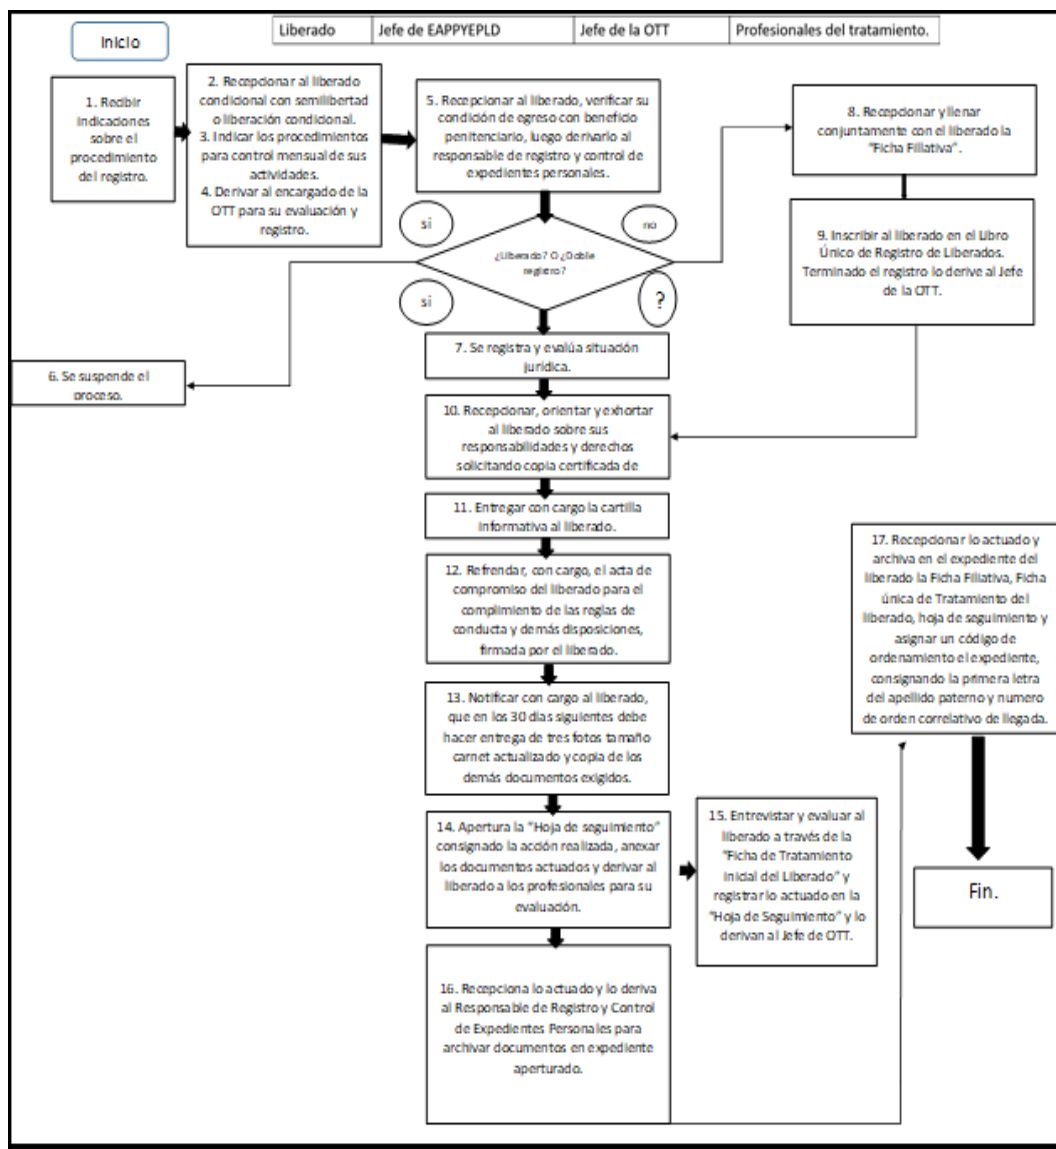 Inicio
Liberado
Jefe de EAPPYEPLD
Jefe de la OTT
Profesionales del tratamiento.
1. Recibir
indicaciones
sobre el
procedimiento
del registro.
2. Recepcionar al liberado
condicional con semilibertad
o liberación condicional.
3. Indicar los procedimientos
para control mensual de sus
actividades.
4. Derivar al encargado de la
OTT para su evaluación y
registro.
5. Recepcionar al liberado, verificar su
condición de egreso con beneficio
penitenciario, luego derivarlo al
responsable de registro y control de
expedientes personales.
8. Recepcionar y llenar
conjuntamente con el liberado la
"Ficha Filiativa".
si
no
¿Liberado? O ¿Doble
registro?
9. Inscribir al liberado en el Libro
Único de Registro de Liberados.
Terminado el registro lo derive al Jefe
de la OTT.
si
?
7. Se registra y evalúa situación
jurídica.
6. Se suspende el
proceso.
10. Recepcionar, orientar y exhortar
al liberado sobre sus
responsabilidades y derechos
solicitando copia certificada de
11. Entregar con cargo la cartilla
informativa al liberado.
12. Refrendar, con cargo, el acta de
compromiso del liberado para el
complimiento de las reglas de
conducta y demás disposiciones,
firmada por el liberado.
17. Recepcionar lo actuado y
archiva en el expediente del
liberado la Ficha Filiativa, Ficha
única de Tratamiento del
liberado, hoja de seguimiento y
asignar un código de
ordenamiento el expediente,
consignando la primera letra
del apellido paterno y numero
de orden correlativo de llegada.
13. Notificar con cargo al liberado,
que en los 30 días siguientes debe
hacer entrega de tres fotos tamaño
carnet actualizado y copia de los
demás documentos exigidos.
14. Apertura la "Hoja de seguimiento"
consignado la acción realizada, anexar
los documentos actuados y derivar al
liberado a los profesionales para su
evaluación.
15. Entrevistar y evaluar al
liberado a través de la
"Ficha de Tratamiento
Inicial del Liberado" y
registrar lo actuado en la
"Hoja de Seguimiento" y lo
derivan al Jefe de OTT.
Fin.
16. Recepciona lo actuado y lo deriva
al Responsable de Registro y Control
de Expedientes Personales para
archivar documentos en expediente
aperturado.